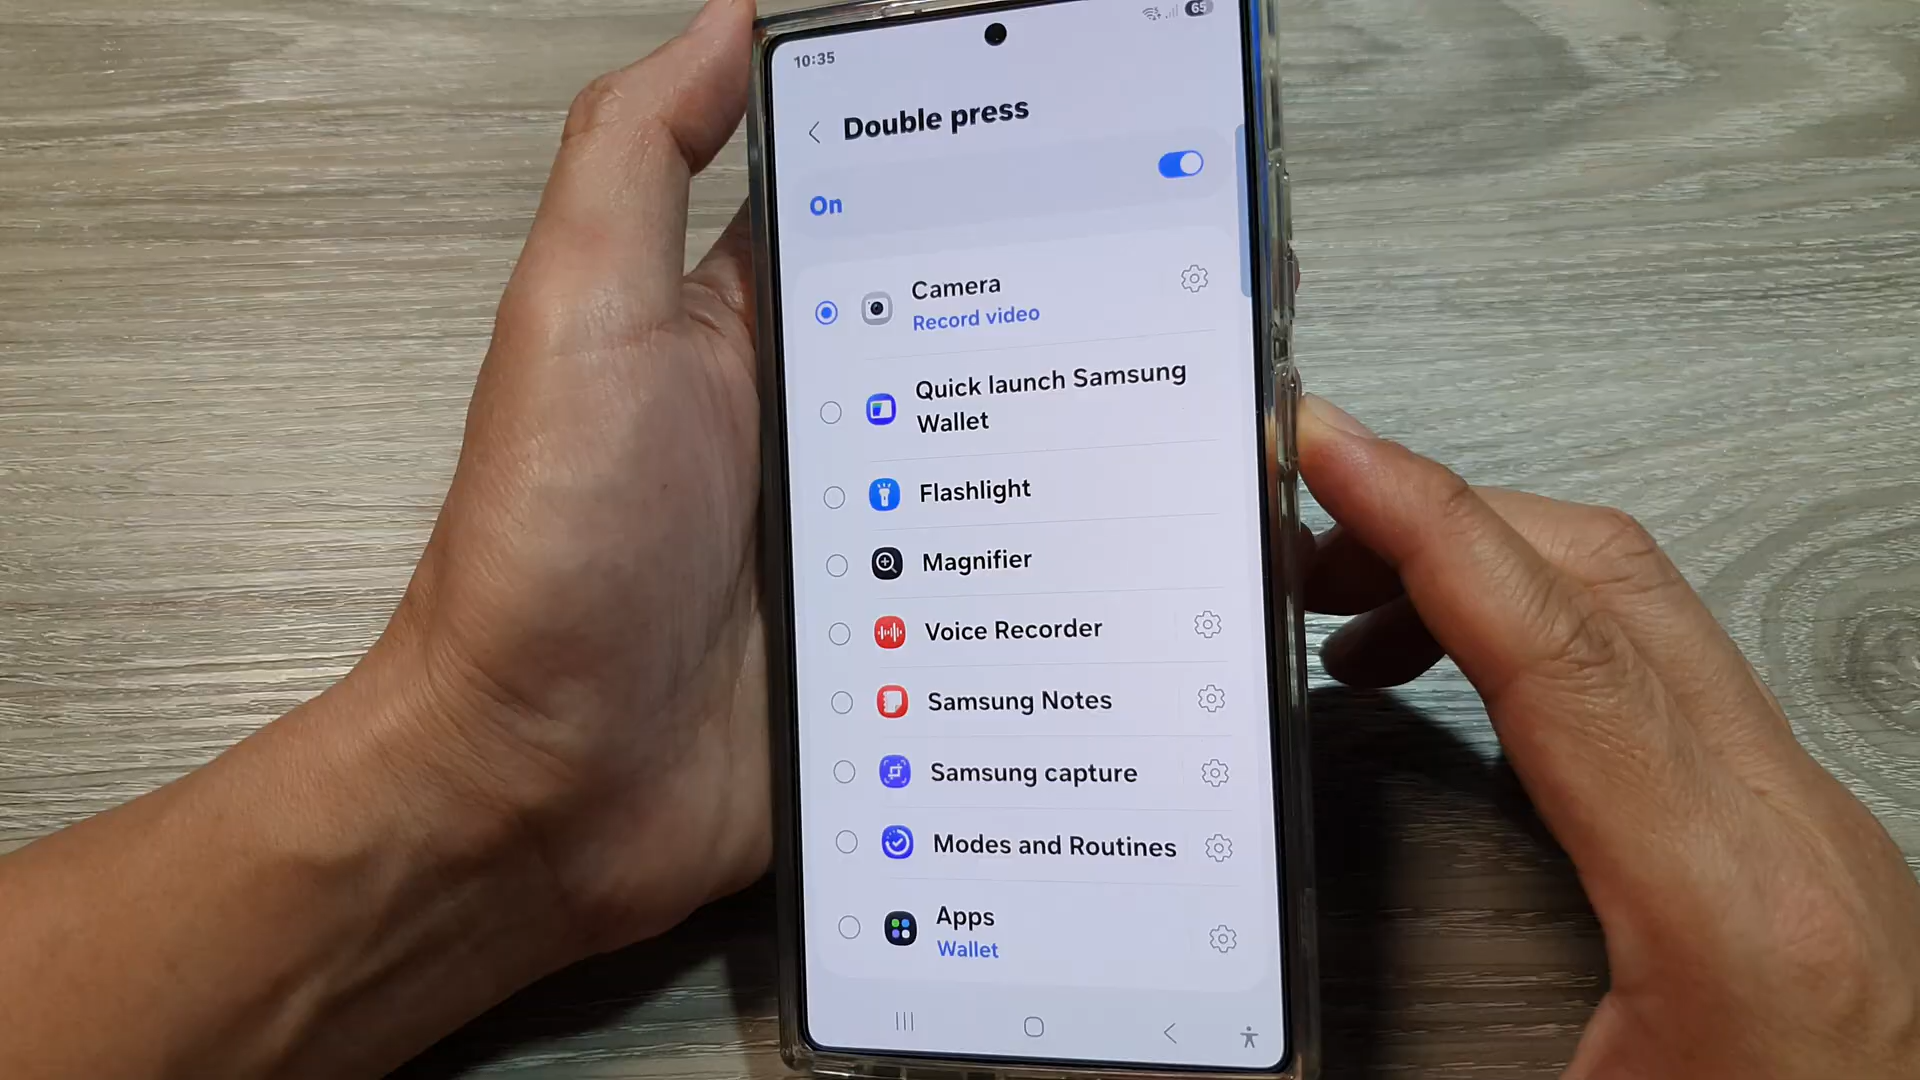 10:35
65
Double press
On
Camera
Record video
Quick launch Samsung
Wallet
Flashlight
Magnifier
Voice Recorder
Samsung Notes
Samsung capture
Modes and Routines
Apps
Wallet